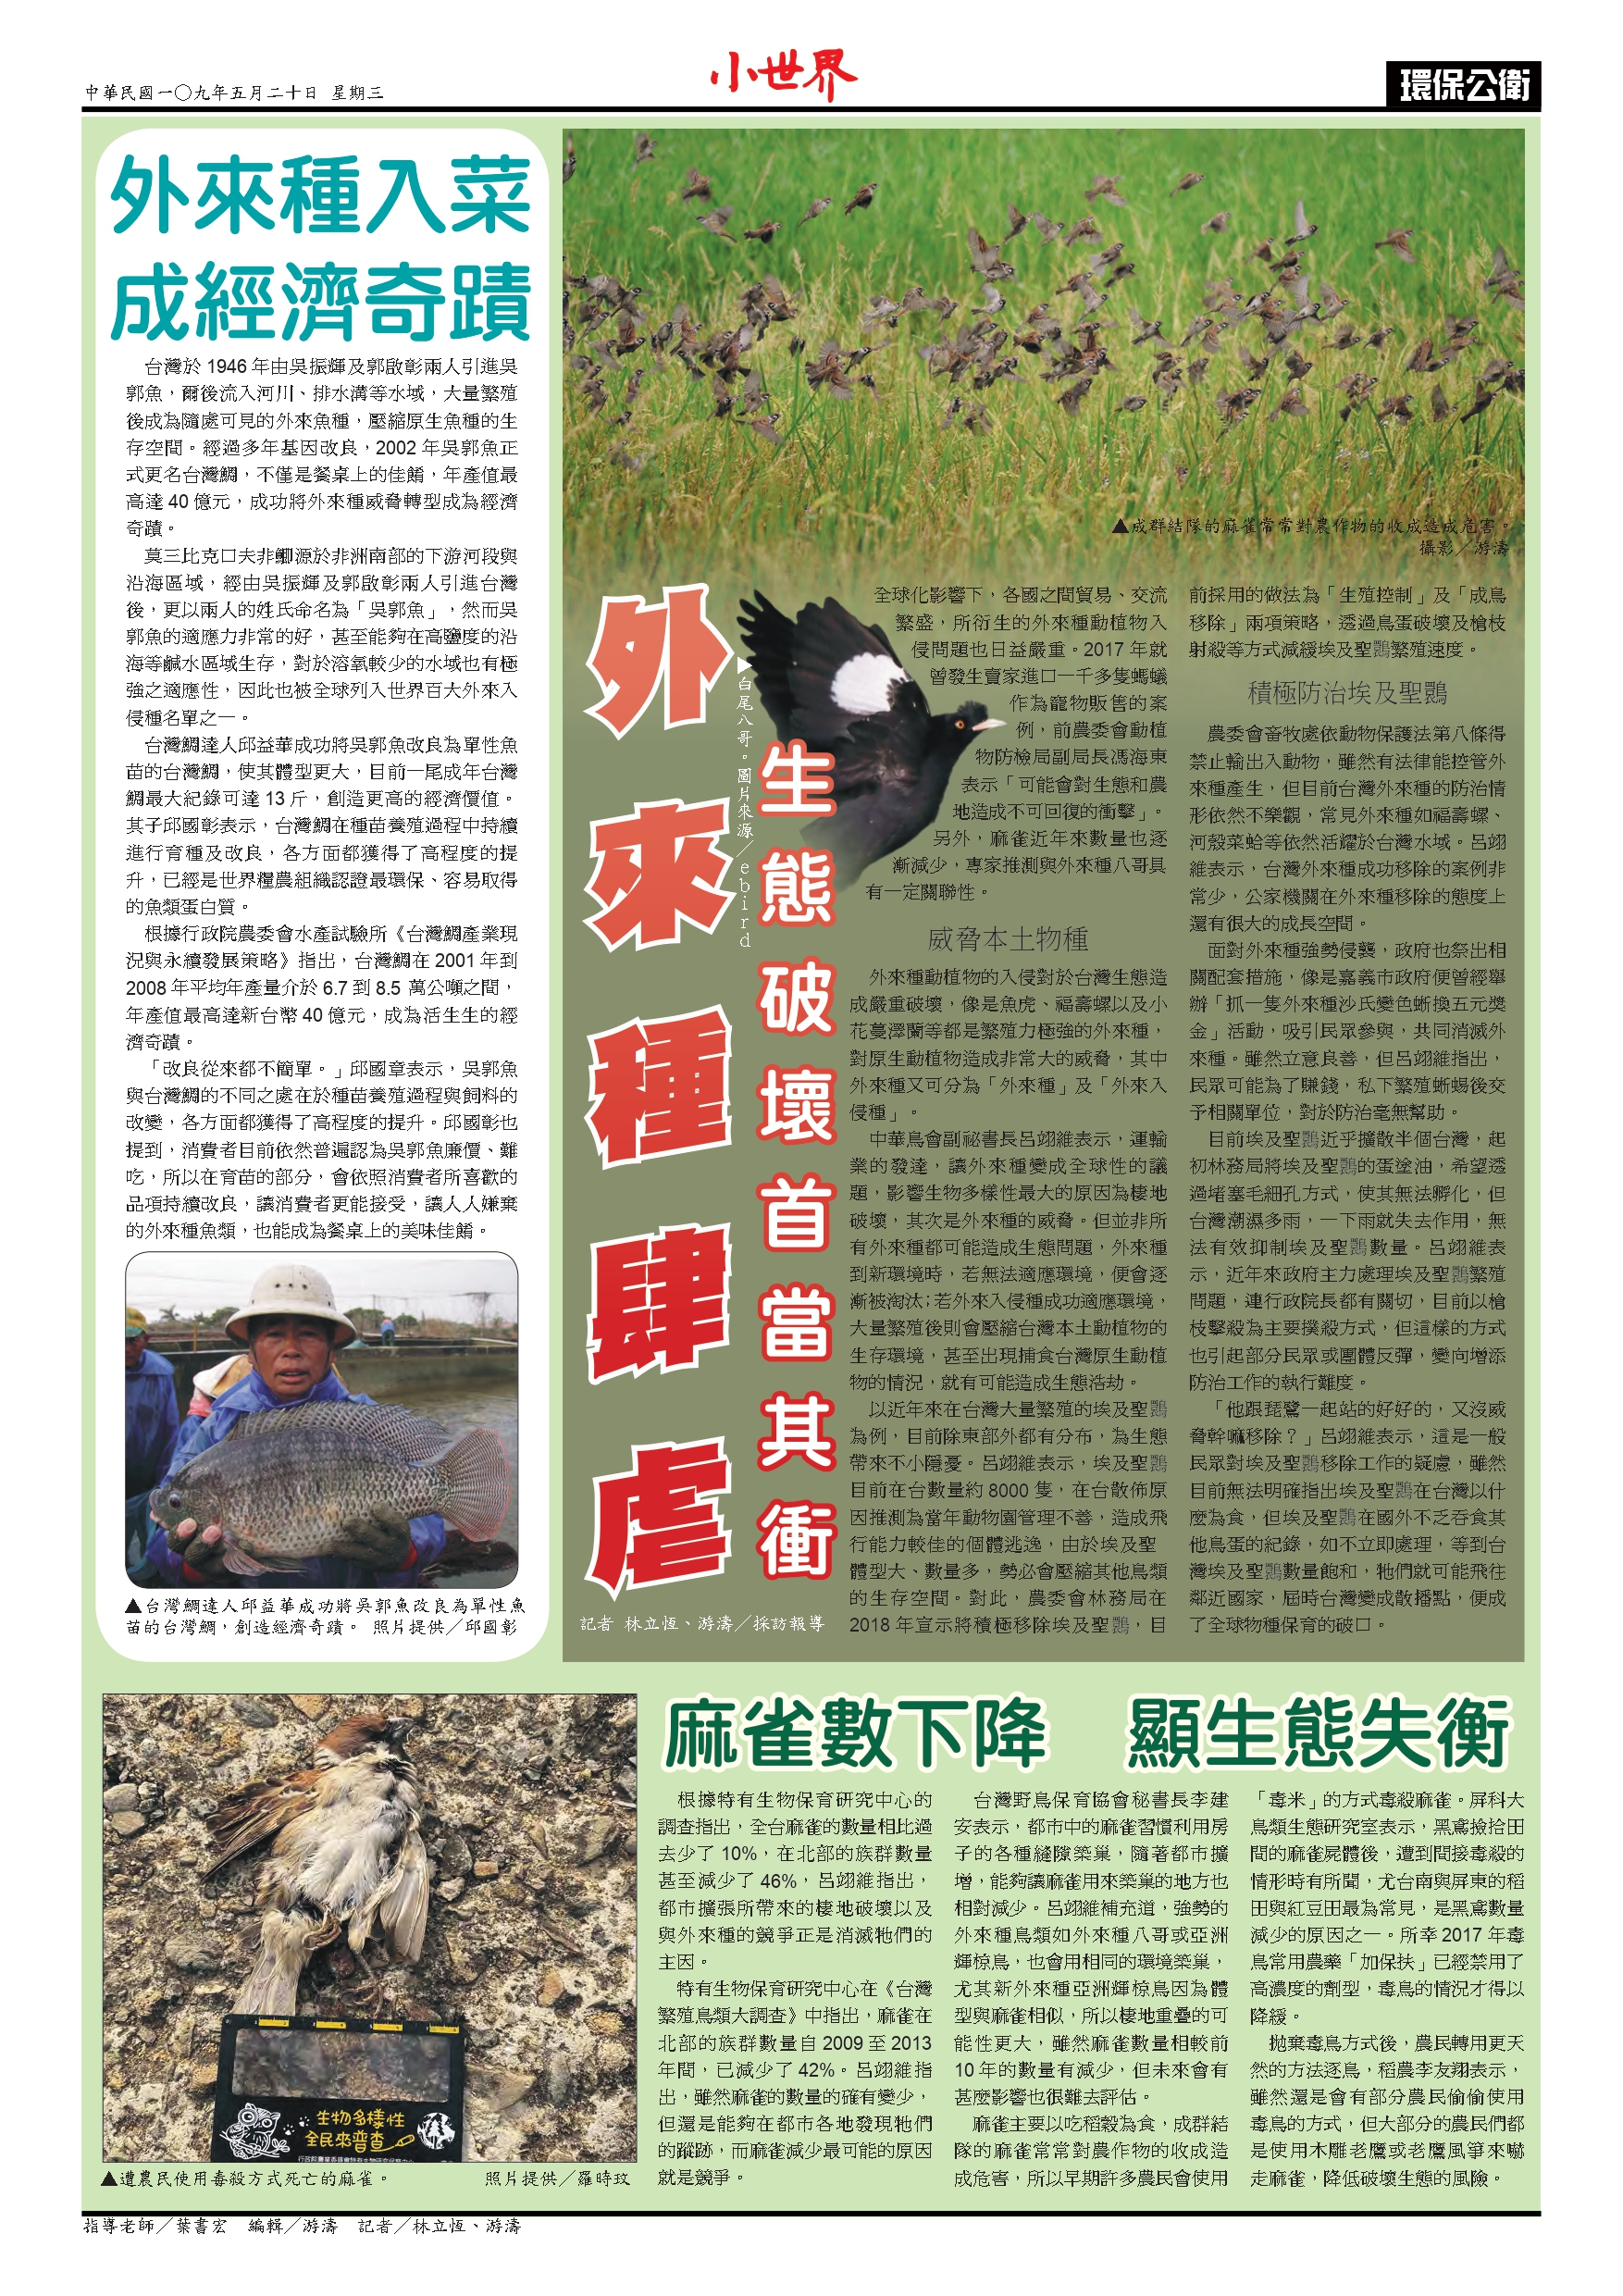 中華民國一〇九年五月二十日 星期三
小世界
環保公衛
外來種入菜
成經濟奇蹟
台灣於 1946 年由吳振輝及郭啟彰兩人引進吳
郭魚，爾後流入河川、排水溝等水域，大量繁殖
後成為隨處可見的外來魚種，壓縮原生魚種的生
存空間。經過多年基因改良，2002 年吳郭魚正
式更名台灣鯛，不僅是餐桌上的佳餚，年產值最
高達 40 億元，成功將外來種威脅轉型成為經濟
奇蹟。
莫三比克口夫非鯽源於非洲南部的下游河段與
沿海區域，經由吳振輝及郭啟彰兩人引進台灣
後，更以兩人的姓氏命名為「吳郭魚」，然而吳
郭魚的適應力非常的好，甚至能夠在高鹽度的沿
海等鹹水區域生存，對於溶氧較少的水域也有極
強之適應性，因此也被全球列入世界百大外來入
侵種名單之一。
台灣鯛達人邱益華成功將吳郭魚改良為單性魚
苗的台灣鯛，使其體型更大，目前一尾成年台灣
鯛最大紀錄可達 13 斤，創造更高的經濟價值。
其子邱國彰表示，台灣鯛在種苗養殖過程中持續
進行育種及改良，各方面都獲得了高程度的提
升，已經是世界糧農組織認證最環保、容易取得
的魚類蛋白質。
根據行政院農委會水產試驗所《台灣鯛產業現
況與永續發展策略》指出，台灣鯛在 2001 年到
2008 年平均年產量介於 6.7 到 8.5 萬公噸之間，
年產值最高達新台幣 40 億元，成為活生生的經
濟奇蹟。
「改良從來都不簡單。」邱國章表示，吳郭魚
與台灣鯛的不同之處在於種苗養殖過程與飼料的
改變，各方面都獲得了高程度的提升。邱國彰也
提到，消費者目前依然普遍認為吳郭魚廉價、難
吃，所以在育苗的部分，會依照消費者所喜歡的
品項持續改良，讓消費者更能接受，讓人人嫌棄
的外來種魚類，也能成為餐桌上的美味佳餚。
▲台灣鯛達人邱益華成功將吳郭魚改良為單性魚
苗的台灣鯛，創造經濟奇蹟。 照片提供／邱國彰
▲成群結隊的麻雀常常對農作物的收成造成危害。
攝影／游濤
外來種肆虐
▶白尾八哥。圖片來源／ebird
生態破壞首當其衝
記者 林立恆、游濤／採訪報導
全球化影響下，各國之間貿易、交流
繁盛，所衍生的外來種動植物入
侵問題也日益嚴重。2017 年就
曾發生賣家進口一千多隻螞蟻
作為寵物販售的案
例，前農委會動植
物防檢局副局長馮海東
表示「可能會對生態和農
地造成不可回復的衝擊」。
另外，麻雀近年來數量也逐
漸減少，專家推測與外來種八哥具
有一定關聯性。
威脅本土物種
外來種動植物的入侵對於台灣生態造
成嚴重破壞，像是魚虎、福壽螺以及小
花蔓澤蘭等都是繁殖力極強的外來種，
對原生動植物造成非常大的威脅，其中
外來種又可分為「外來種」及「外來入
侵種」。
中華鳥會副祕書長呂翊維表示，運輸
業的發達，讓外來種變成全球性的議
題，影響生物多樣性最大的原因為棲地
破壞，其次是外來種的威脅。但並非所
有外來種都可能造成生態問題，外來種
到新環境時，若無法適應環境，便會逐
漸被淘汰；若外來入侵種成功適應環境，
大量繁殖後則會壓縮台灣本土動植物的
生存環境，甚至出現捕食台灣原生動植
物的情況，就有可能造成生態浩劫。
以近年來在台灣大量繁殖的埃及聖䴉
為例，目前除東部外都有分布，為生態
帶來不小隱憂。呂翊維表示，埃及聖䴉
目前在台數量約 8000 隻，在台散佈原
因推測為當年動物園管理不善，造成飛
行能力較佳的個體逃逸，由於埃及聖
體型大、數量多，勢必會壓縮其他鳥類
的生存空間。對此，農委會林務局在
2018 年宣示將積極移除埃及聖䴉，目
前採用的做法為「生殖控制」及「成鳥
移除」兩項策略，透過鳥蛋破壞及槍枝
射殺等方式減緩埃及聖䴉繁殖速度。
積極防治埃及聖䴉
農委會畜牧處依動物保護法第八條得
禁止輸出入動物，雖然有法律能控管外
來種產生，但目前台灣外來種的防治情
形依然不樂觀，常見外來種如福壽螺、
河殼菜蛤等依然活耀於台灣水域。呂翊
維表示，台灣外來種成功移除的案例非
常少，公家機關在外來種移除的態度上
還有很大的成長空間。
面對外來種強勢侵襲，政府也祭出相
關配套措施，像是嘉義市政府便曾經舉
辦「抓一隻外來種沙氏變色蜥換五元獎
金」活動，吸引民眾參與，共同消滅外
來種。雖然立意良善，但呂翊維指出，
民眾可能為了賺錢，私下繁殖蜥蜴後交
予相關單位，對於防治毫無幫助。
目前埃及聖䴉近乎擴散半個台灣，起
初林務局將埃及聖䴉的蛋塗油，希望透
過堵塞毛細孔方式，使其無法孵化，但
台灣潮濕多雨，一下雨就失去作用，無
法有效抑制埃及聖䴉數量。呂翊維表
示，近年來政府主力處理埃及聖䴉繁殖
問題，連行政院長都有關切，目前以槍
枝擊殺為主要撲殺方式，但這樣的方式
也引起部分民眾或團體反彈，變向增添
防治工作的執行難度。
「他跟琵鷺一起站的好好的，又沒威
脅幹嘛移除？」呂翊維表示，這是一般
民眾對埃及聖䴉移除工作的疑慮，雖然
目前無法明確指出埃及聖䴉在台灣以什
麼為食，但埃及聖䴉在國外不乏吞食其
他鳥蛋的紀錄，如不立即處理，等到台
灣埃及聖䴉數量飽和，牠們就可能飛往
鄰近國家，屆時台灣變成散播點，便成
了全球物種保育的破口。
生物多樣性
全民來普查
▲遭農民使用毒殺方式死亡的麻雀。 照片提供／羅時玟
麻雀數下降 顯生態失衡
根據特有生物保育研究中心的
調查指出，全台麻雀的數量相比過
去少了 10%，在北部的族群數量
甚至減少了 46%，呂翊維指出，
都市擴張所帶來的棲地破壞以及
與外來種的競爭正是消滅牠們的
主因。
特有生物保育研究中心在《台灣
繁殖鳥類大調查》中指出，麻雀在
北部的族群數量自 2009 至 2013
年間，已減少了 42%。呂翊維指
出，雖然麻雀的數量的確有變少，
但還是能夠在都市各地發現牠們
的蹤跡，而麻雀減少最可能的原因
就是競爭。
台灣野鳥保育協會秘書長李建
安表示，都市中的麻雀習慣利用房
子的各種縫隙築巢，隨著都市擴
增，能夠讓麻雀用來築巢的地方也
相對減少。呂翊維補充道，強勢的
外來種鳥類如外來種八哥或亞洲
輝椋鳥，也會用相同的環境築巢，
尤其新外來種亞洲輝椋鳥因為體
型與麻雀相似，所以棲地重疊的可
能性更大，雖然麻雀數量相較前
10 年的數量有減少，但未來會有
甚麼影響也很難去評估。
麻雀主要以吃稻穀為食，成群結
隊的麻雀常常對農作物的收成造
成危害，所以早期許多農民會使用
「毒米」的方式毒殺麻雀。屏科大
鳥類生態研究室表示，黑鳶撿拾田
間的麻雀屍體後，遭到間接毒殺的
情形時有所聞，尤台南與屏東的稻
田與紅豆田最為常見，是黑鳶數量
減少的原因之一。所幸 2017 年毒
鳥常用農藥「加保扶」已經禁用了
高濃度的劑型，毒鳥的情況才得以
降緩。
拋棄毒鳥方式後，農民轉用更天
然的方法逐鳥，稻農李友翔表示，
雖然還是會有部分農民偷偷使用
毒鳥的方式，但大部分的農民們都
是使用木雕老鷹或老鷹風箏來嚇
走麻雀，降低破壞生態的風險。
指導老師／葉書宏 編輯／游濤 記者／林立恆、游濤